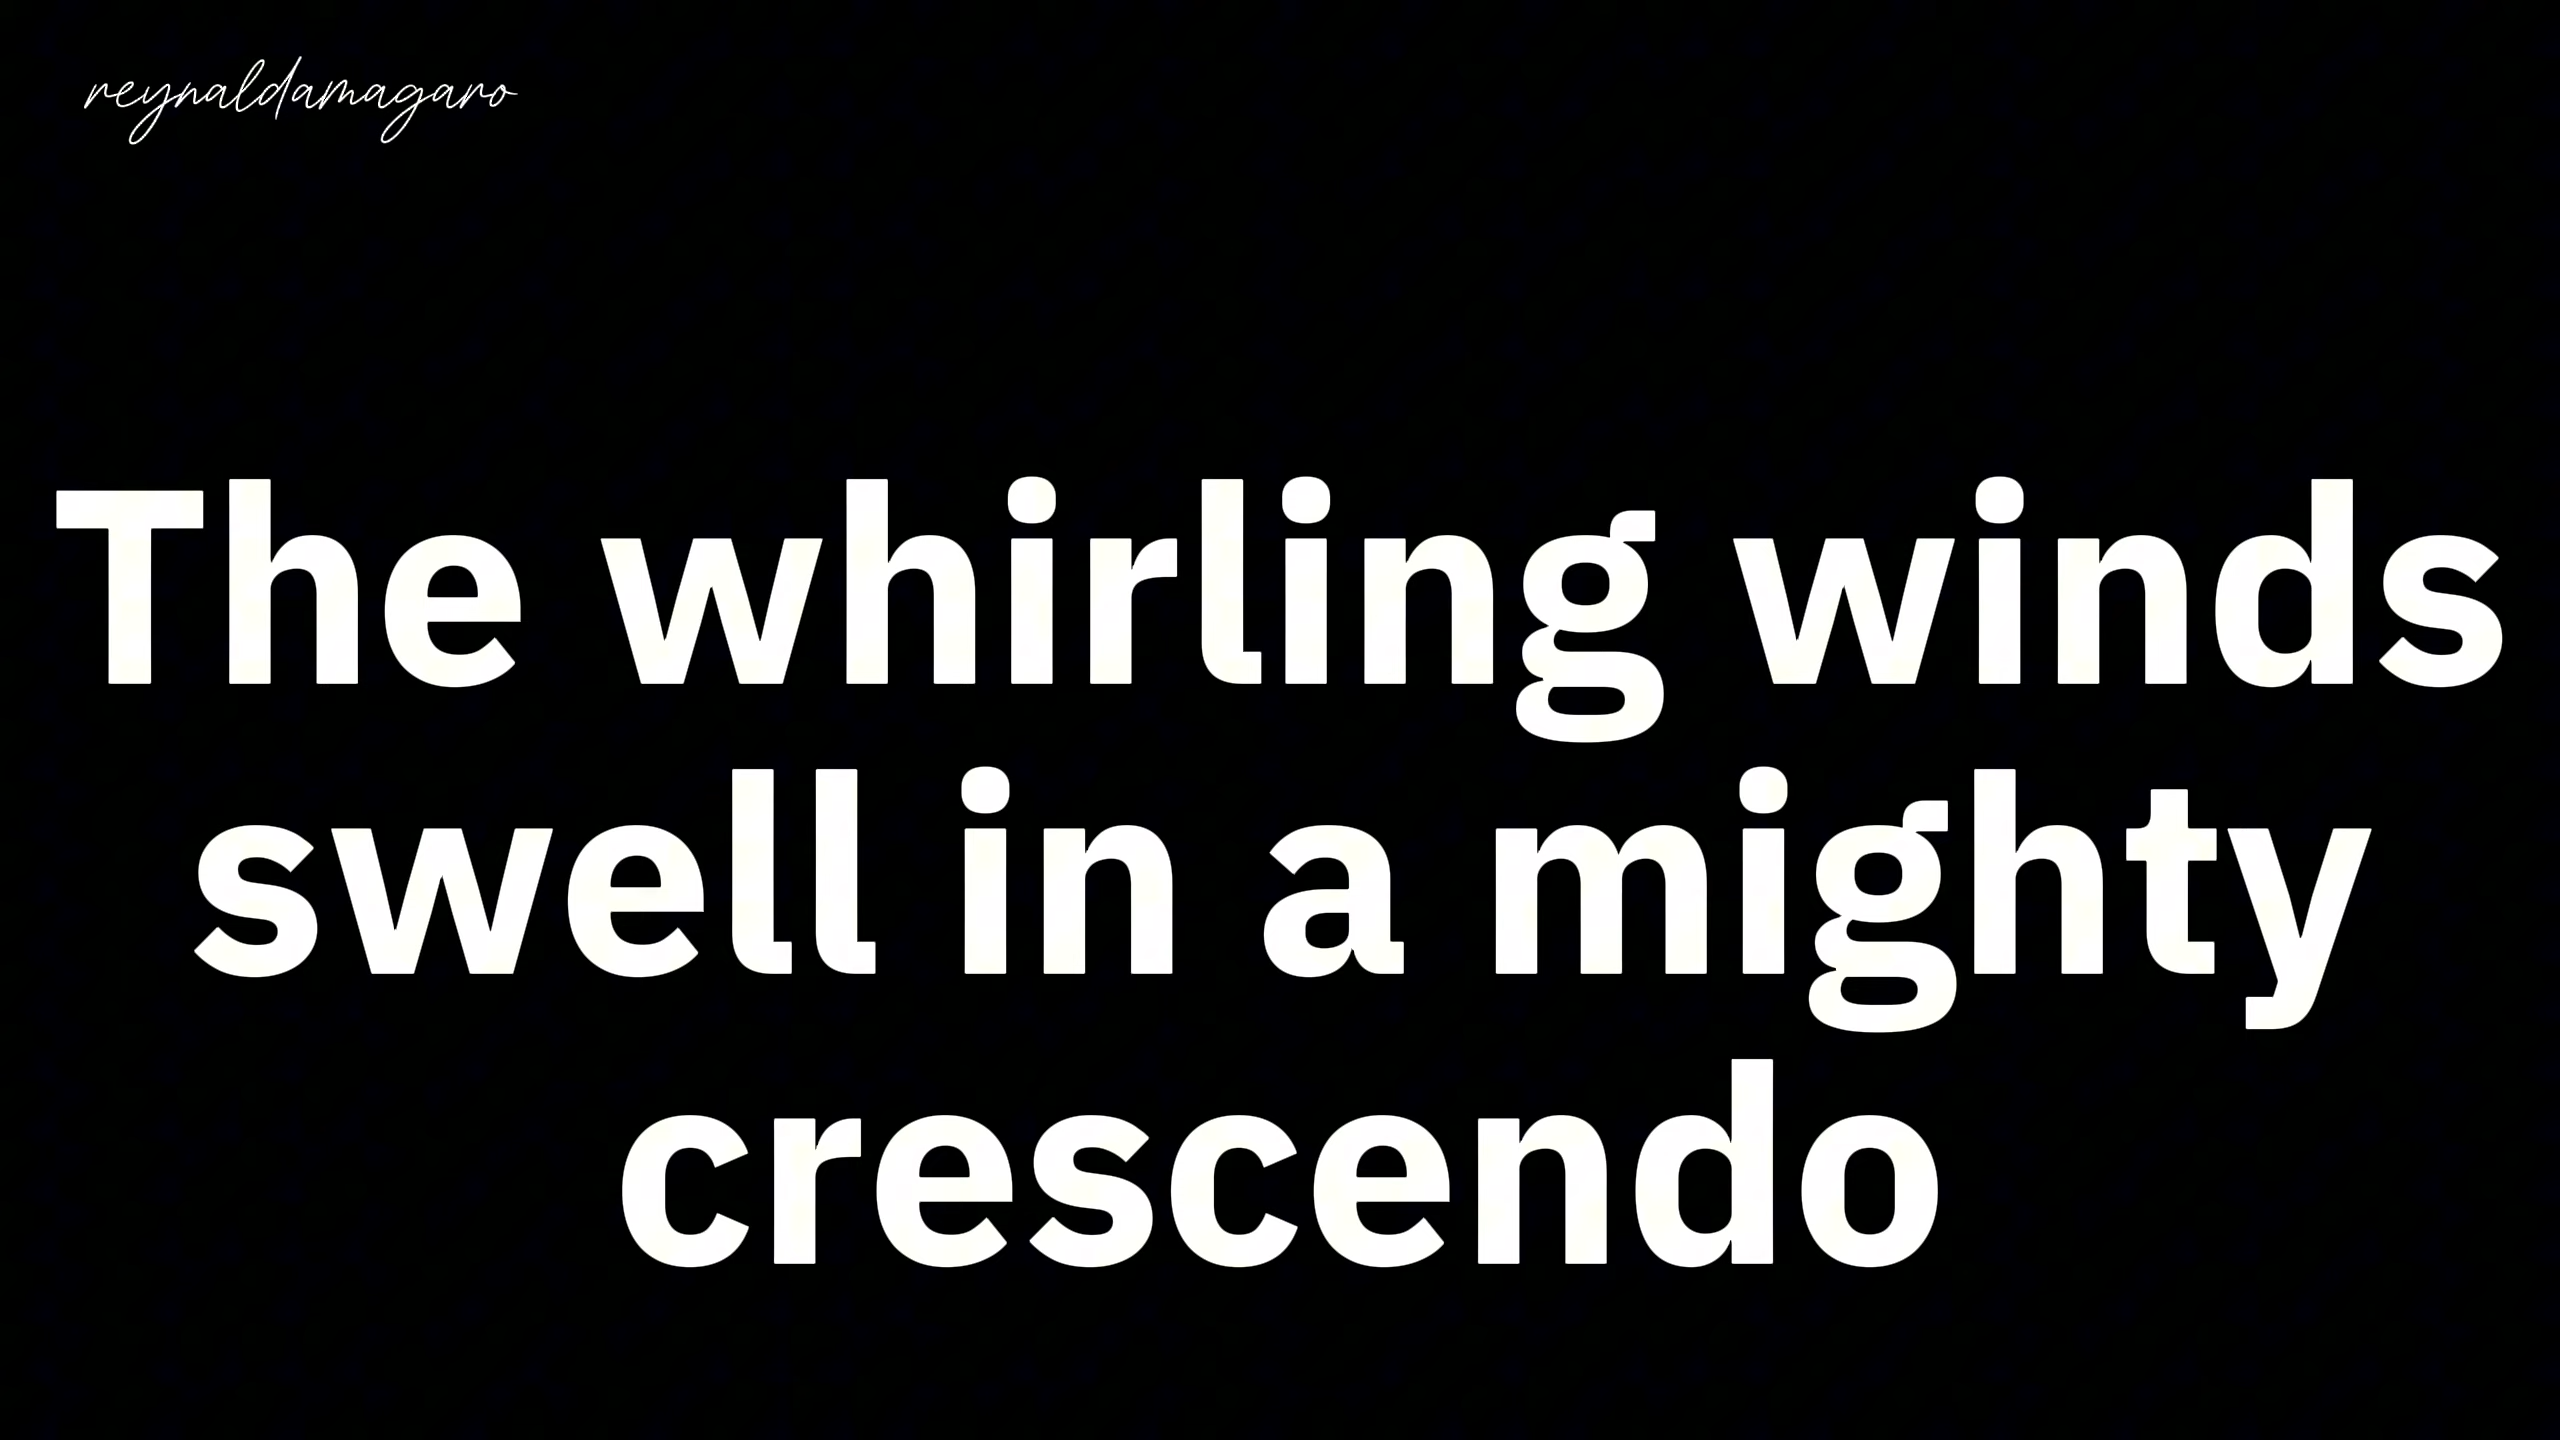 reynaldamagaro
The whirling winds
swell in a mighty
crescendo